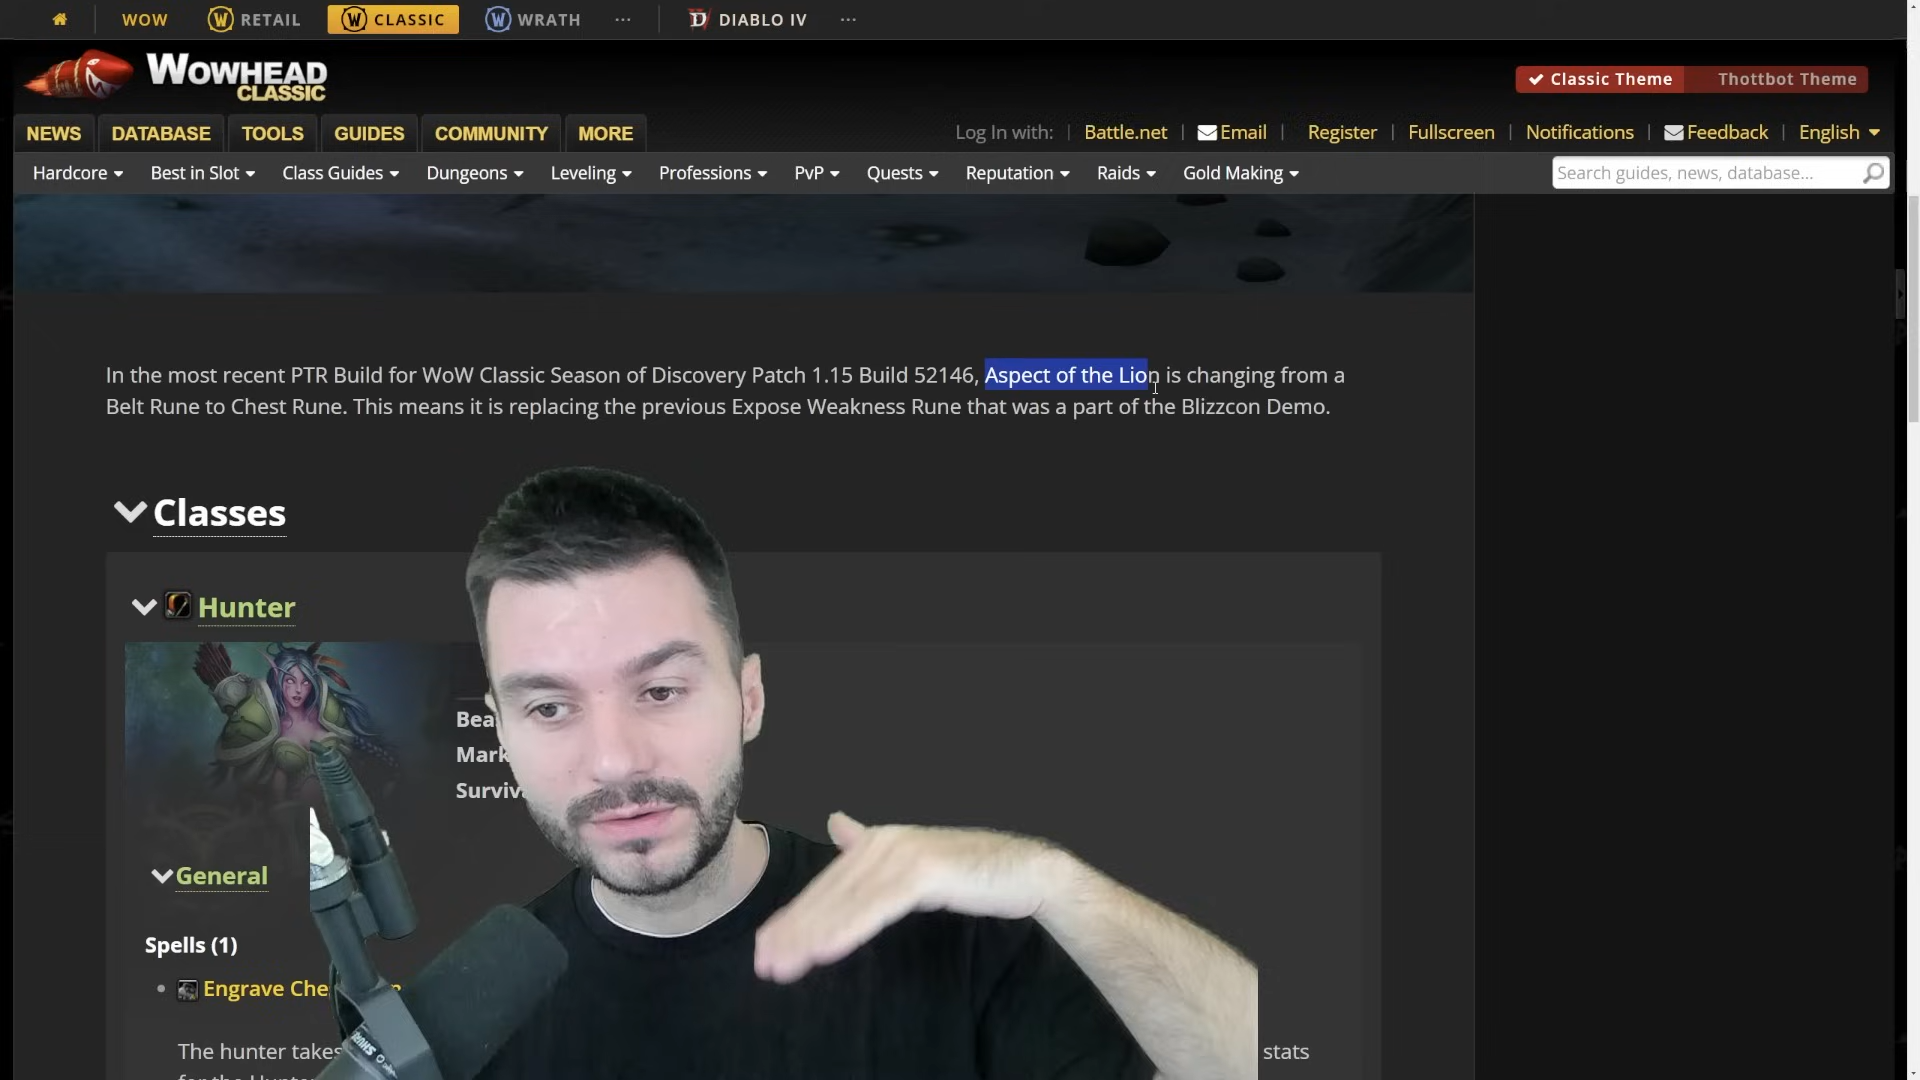 WOW RETAIL CLASSIC WRATH ... DIABLO IV ...
WOWHEAD
CLASSIC
Classic Theme Thottbot Theme
NEWS DATABASE TOOLS GUIDES COMMUNITY MORE
Log In with: | Battle.net | Email | Register | Fullscreen | Notifications | Feedback | English
Hardcore Best in Slot Class Guides Dungeons Leveling Professions PvP Quests Reputation Raids Gold Making
Search guides, news, database...
In the most recent PTR Build for WoW Classic Season of Discovery Patch 1.15 Build 52146, Aspect of the Lion is changing from a
Belt Rune to Chest Rune. This means it is replacing the previous Expose Weakness Rune that was a part of the Blizzcon Demo.
Classes
Hunter
General
Spells (1)
Engrave
The hunter takes stats
SHURE